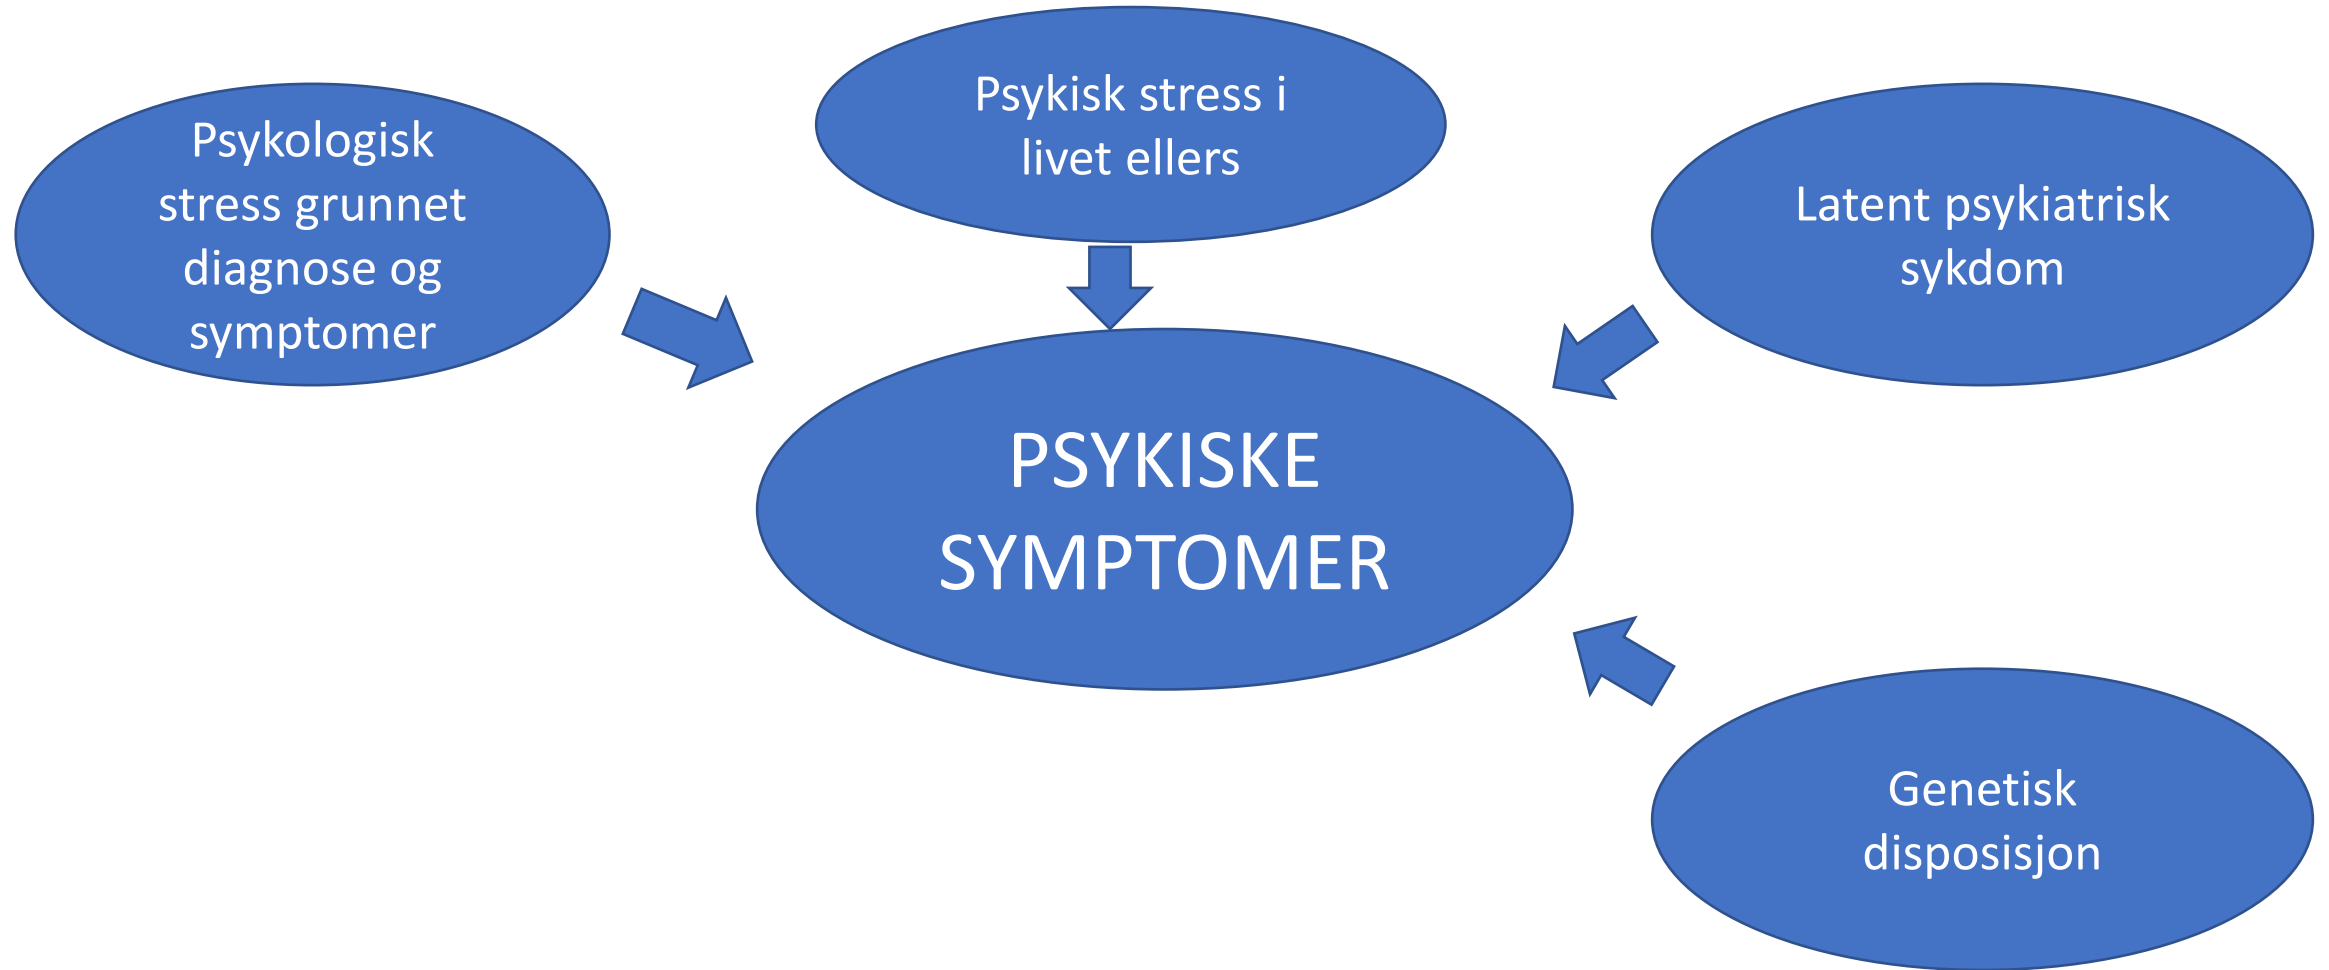 Psykologisk
stress grunnet
diagnose og
symptomer
Psykisk stress i
livet ellers
Latent psykiatrisk
sykdom
PSYKISKE
SYMPTOMER
Genetisk
disposisjon